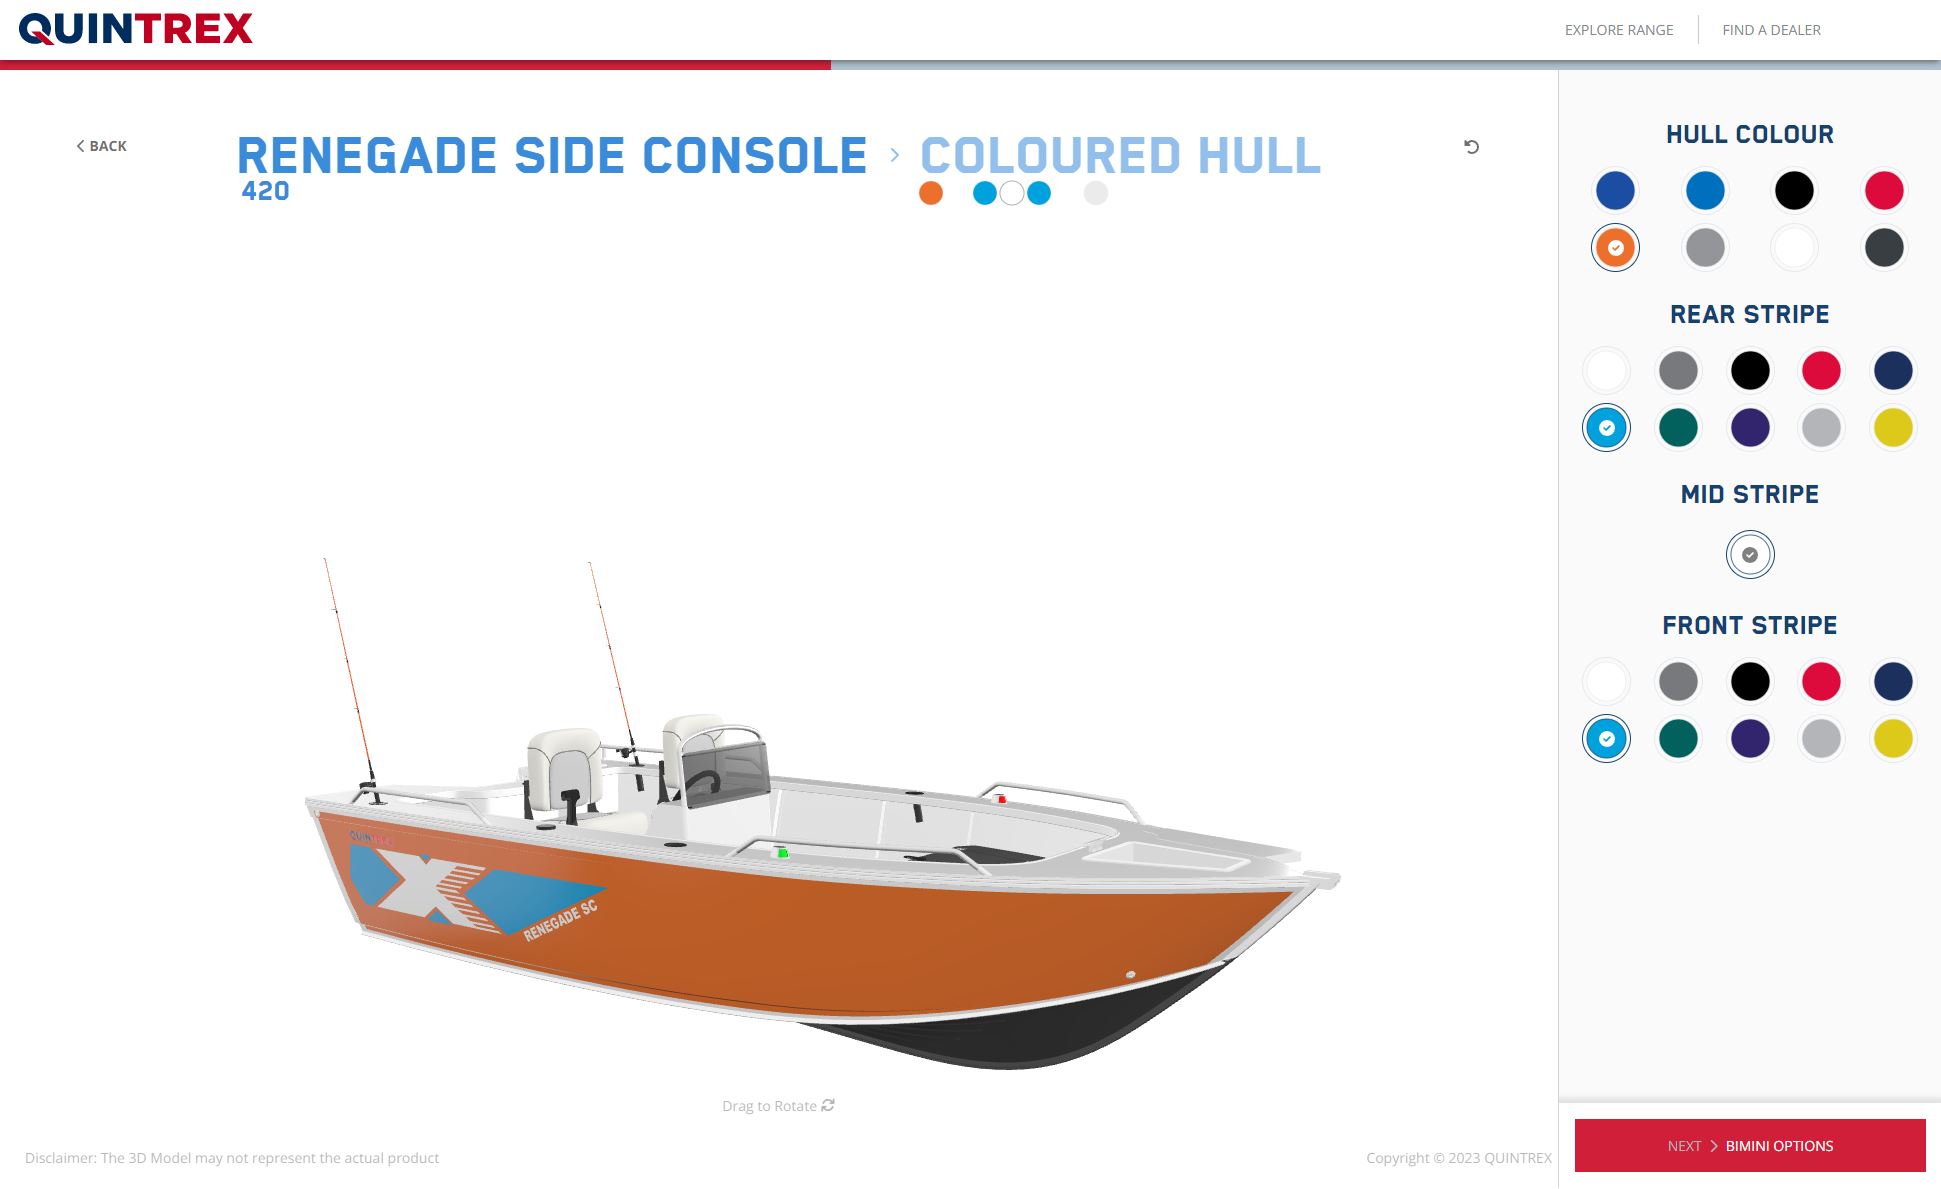 QUINTREX
EXPLORE RANGE
FIND A DEALER
BACK
RENEGADE SIDE CONSOLE > COLOURED HULL
420
HULL COLOUR
REAR STRIPE
MID STRIPE
FRONT STRIPE
QUINTREX
RENEGADE SC
Drag to Rotate
Disclaimer: The 3D Model may not represent the actual product
Copyright © 2023 QUINTREX
NEXT > BIMINI OPTIONS